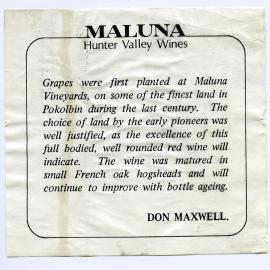 MALUNA
Hunter Valley Wines
Grapes were first planted at Maluna
Vineyards, on some of the finest land in
Pokolbin during the last century. The
choice of land by the early pioneers was
well justified, as the excellence of this
full bodied, well rounded red wine will
indicate. The wine was matured in
small French oak hogsheads and will
continue to improve with bottle ageing.
DON MAXWELL.